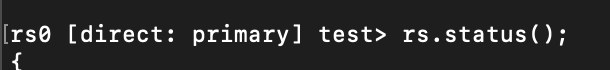 [rs0 [direct: primary] test> rs.status();
{